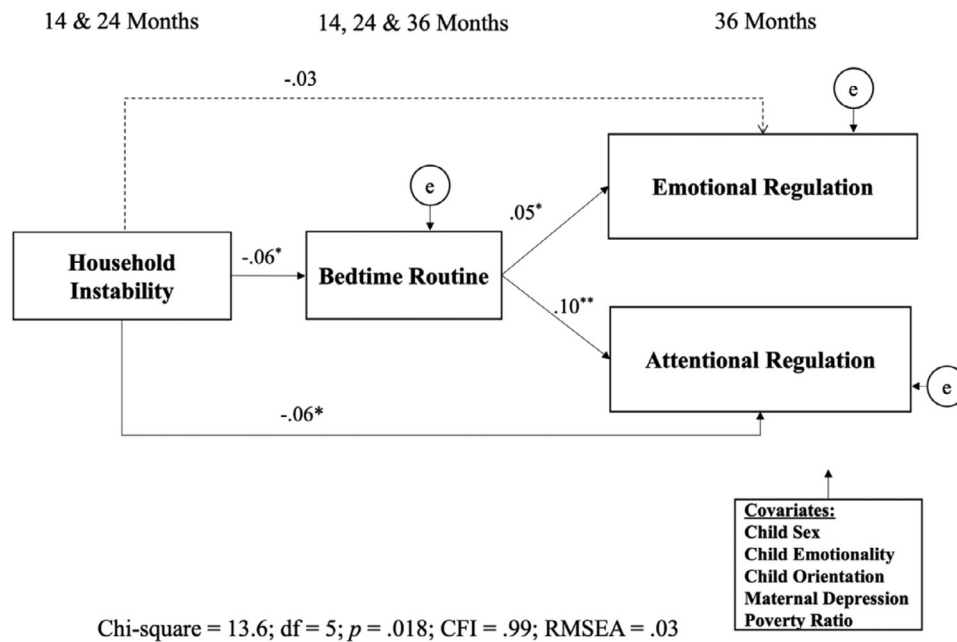 14 & 24 Months
14, 24 & 36 Months
36 Months
-.03
e
Emotional Regulation
e
.05*
Household
Instability
-.06*
Bedtime Routine
.10**
Attentional Regulation
e
-.06*
Covariates:
Child Sex
Child Emotionality
Child Orientation
Maternal Depression
Poverty Ratio
Chi-square = 13.6; df = 5; p = .018; CFI = .99; RMSEA = .03